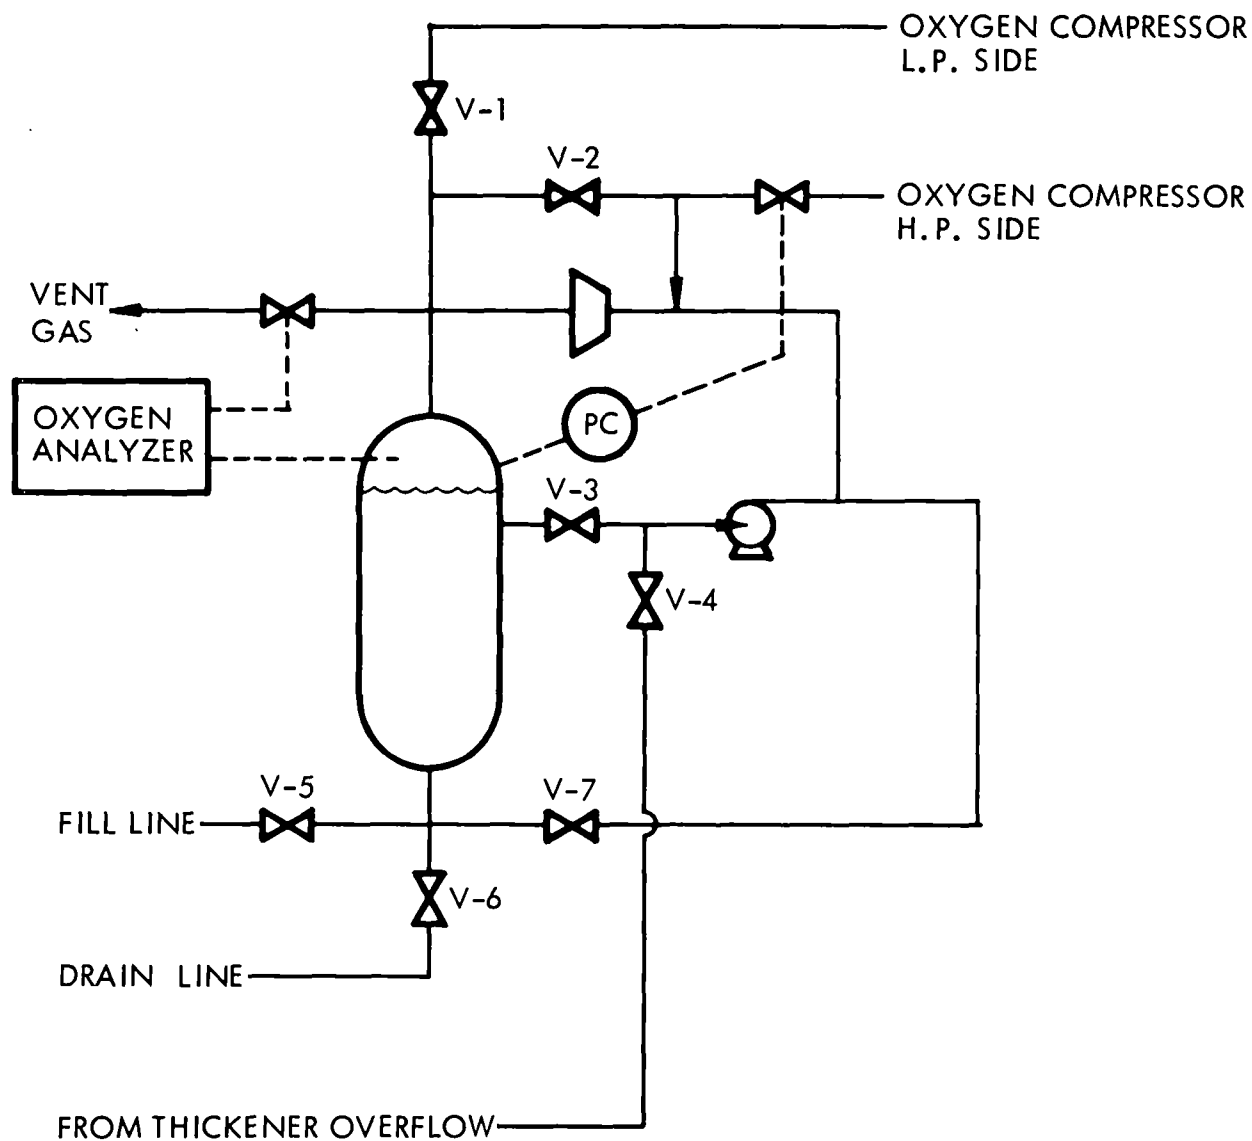 OXYGEN COMPRESSOR
L.P. SIDE
V-1
V-2
OXYGEN COMPRESSOR
H.P. SIDE
VENT
GAS
OXYGEN
ANALYZER
PC
V-3
V-4
V-5
V-7
FILL LINE
V-6
DRAIN LINE
FROM THICKENER OVERFLOW